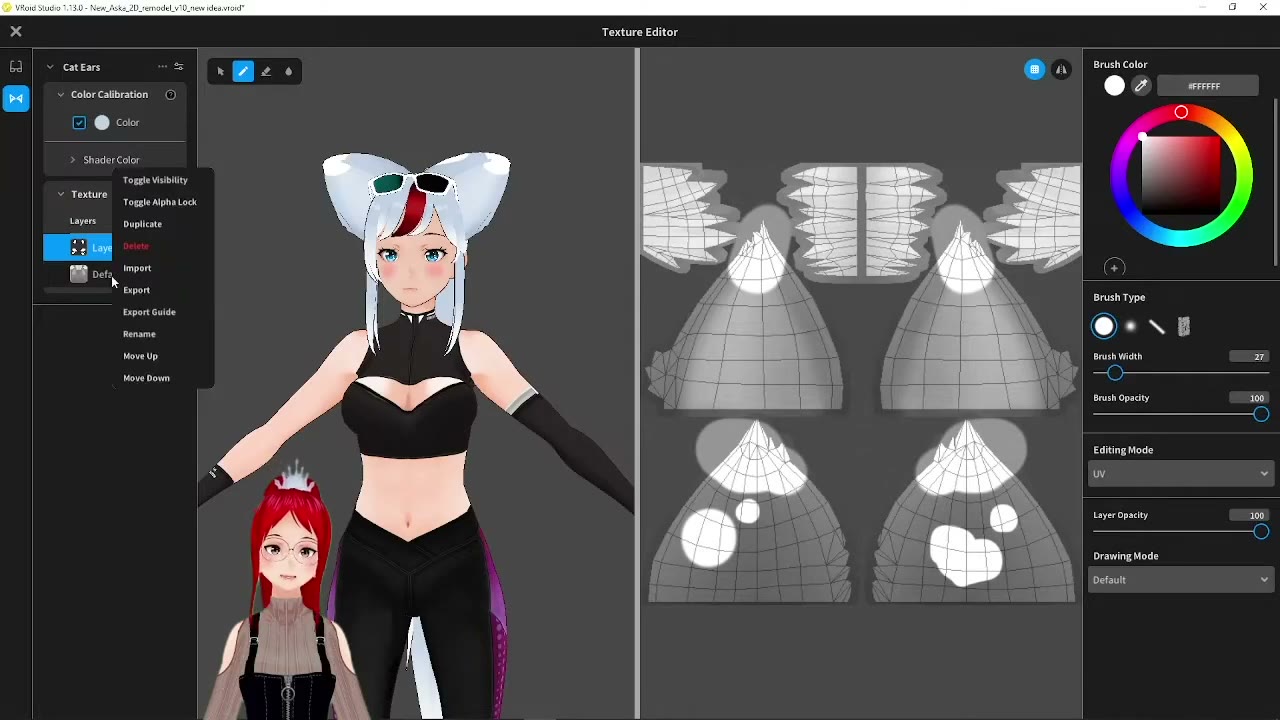 VRoid Studio 1.13.0 - New_Aska_2D_remodel_v10_new idea.vroid*
Texture Editor
Cat Ears
Color Calibration
Color
Shader Color
Texture
Layers
Laye
Defa
Toggle Visibility
Toggle Alpha Lock
Duplicate
Delete
Import
Export
Export Guide
Rename
Move Up
Move Down
Brush Color
#FFFFFF
Brush Type
Brush Width
27
Brush Opacity
100
Editing Mode
UV
Layer Opacity
100
Drawing Mode
Default